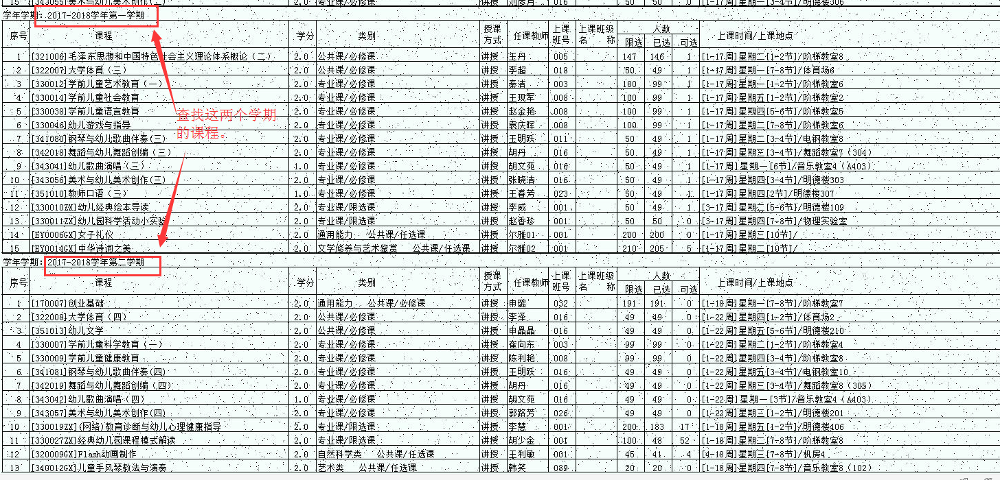 15 [343055]美术与幼儿美术创作(二) 2.0 专业课/必修课 讲授 刘彦月 016 50 50 0 [1-17周]星期一[3-4节]/明德楼306
学年学期：2017-2018学年第一学期
序号 课程 学分 类别 授课方式 任课教师 上课班号 上课班级名称 人数 限选 已选 可选 上课时间/上课地点
1 [321006]毛泽东思想和中国特色社会主义理论体系概论（二） 2.0 公共课/必修课 讲授 王丹 005 147 146 1 [1-17周]星期二[1-2节]/阶梯教室8
2 [322007]大学体育（三） 2.0 公共课/必修课 讲授 李超 018 50 49 1 [1-17周]星期一[7-8节]/体育场6
3 [330012]学前儿童艺术教育（一） 2.0 专业课/必修课 讲授 秦洁 003 100 99 1 [1-17周]星期一[1-2节]/阶梯教室6
4 [330014]学前儿童社会教育 2.0 专业课/必修课 讲授 王现军 008 100 99 1 [1-17周]星期五[1-2节]/阶梯教室2
5 [330030]学前儿童语言教育 2.0 专业课/必修课 讲授 赵金艳 008 100 99 1 [1-17周]星期四[5-6节]/阶梯教室5
查找这两个学期
的课程。
6 [330046]幼儿游戏与指导 2.0 专业课/必修课 讲授 袁庆晖 008 100 99 1 [1-17周]星期二[7-8节]/阶梯教室6
7 [341080]钢琴与幼儿歌曲伴奏(三) 2.0 专业课/必修课 讲授 王明跃 011 50 49 1 [1-17周]星期二[3-4节]/电钢教室8
8 [342018]舞蹈与幼儿舞蹈创编（三） 2.0 专业课/必修课 讲授 胡丹 016 50 49 1 [1-17周]星期三[3-4节]/舞蹈教室7（304）
9 [343041]幼儿歌曲演唱（三） 1.0 专业课/必修课 讲授 胡文苑 016 50 49 1 [1-17周]星期一[6节]/音乐教室4（A403）
10 [343056]美术与幼儿美术创作(三) 2.0 专业课/必修课 讲授 张晓洁 016 50 49 1 [1-17周]星期四[3-4节]/明德楼303
11 [351010]教师口语（三） 1.0 专业课/必修课 讲授 王春芳 023 50 49 1 [1-17周]星期四[2节]/明德楼307
12 [330010ZX]幼儿经典绘本导读 2.0 专业课/限选课 讲授 李威 001 50 49 1 [3-17周]星期二[5-6节]/明德楼109
13 [330011ZX]幼儿园科学活动小实验 2.0 专业课/限选课 讲授 赵香珍 001 50 50 0 [3-17周]星期四[7-8节]/物理实验室
14 [EY0006GX]女子礼仪 2.0 通用能力 公共课/任选课 讲授 尔雅01 001 200 200 0 [1-17周]星期三[10节]/
15 [EY0014GX]中华诗词之美 2.0 文学修养与艺术鉴赏 公共课/任选课 讲授 尔雅02 001 210 205 5 [1-17周]星期二[10节]/
学年学期：2017-2018学年第二学期
序号 课程 学分 类别 授课方式 任课教师 上课班号 上课班级名称 人数 限选 已选 可选 上课时间/上课地点
1 [170007]创业基础 2.0 通用能力 公共课/必修课 讲授 申璐 032 191 191 0 [1-18周]星期一[7-8节]/阶梯教室7
2 [322008]大学体育（四） 2.0 公共课/必修课 讲授 李泽 016 49 49 0 [1-22周]星期四[1-2节]/体育场2
3 [351013]幼儿文学 2.0 公共课/必修课 讲授 申晶晶 016 49 49 0 [1-22周]星期五[5-6节]/明德楼210
4 [330007]学前儿童科学教育（一） 2.0 专业课/必修课 讲授 崔向东 003 99 99 0 [1-22周]星期二[1-2节]/阶梯教室4
5 [330009]学前儿童健康教育 2.0 专业课/必修课 讲授 陈利艳 008 99 99 0 [1-22周]星期四[3-4节]/阶梯教室8
6 [341081]钢琴与幼儿歌曲伴奏(四) 2.0 专业课/必修课 讲授 王明跃 016 49 49 0 [1-22周]星期五[3-4节]/电钢教室10
7 [342019]舞蹈与幼儿舞蹈创编（四） 2.0 专业课/必修课 讲授 胡丹 016 49 49 0 [1-22周]星期三[3-4节]/舞蹈教室8（305）
8 [343042]幼儿歌曲演唱（四） 1.0 专业课/必修课 讲授 胡文苑 016 49 49 0 [1-22周]星期一[3节]/音乐教室4（A403）
9 [343057]美术与幼儿美术创作(四) 2.0 专业课/必修课 讲授 郭路芳 026 49 49 0 [1-22周]星期三[1-2节]/明德楼201
10 [330019ZX](网络)教育诊断与幼儿心理健康指导 2.0 专业课/限选课 讲授 李慧 001 200 183 17 [1-18周]星期五[1-2节]/明德楼406
11 [330027ZX]经典幼儿园课程模式解读 2.0 专业课/限选课 讲授 胡少金 001 100 48 52 [1-18周]星期二[7-8节]/阶梯教室8
12 [320009GX]Flash动画制作 2.0 自然科学类 公共课/任选课 讲授 王利敏 001 45 41 4 [4-18周]星期三[7-8节]/机房4
13 [340012GX]儿童手风琴教法与演奏 2.0 艺术类 公共课/任选课 讲授 韩笑 089 20 20 0 [1-18周]星期四[7-8节]/音乐教室8（102）